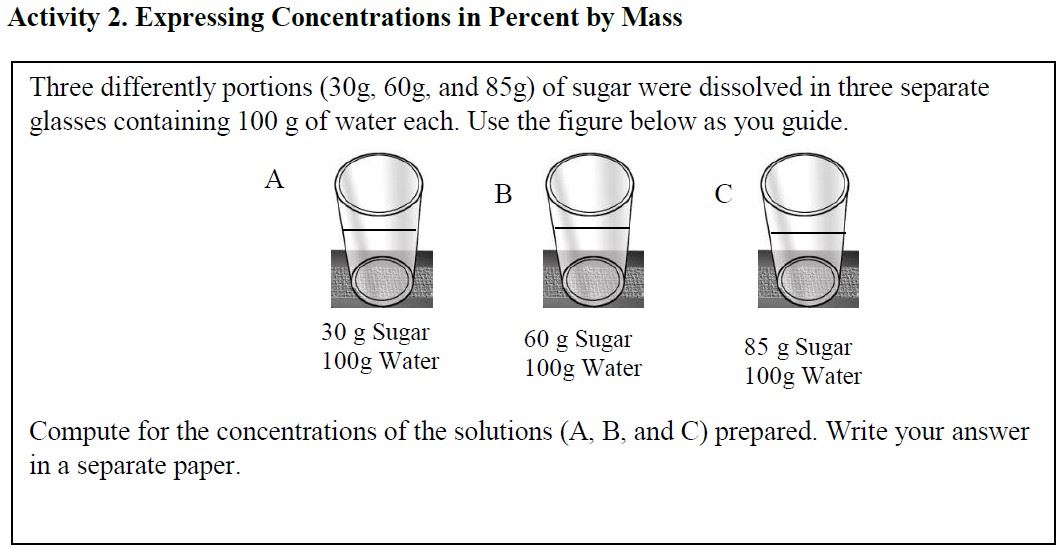 Activity 2. Expressing Concentrations in Percent by Mass
Three differently portions (30g, 60g, and 85g) of sugar were dissolved in three separate
glasses containing 100 g of water each. Use the figure below as you guide.
A
B
C
30 g Sugar
100g Water
60 g Sugar
100g Water
85 g Sugar
100g Water
Compute for the concentrations of the solutions (A, B, and C) prepared. Write your answer
in a separate paper.